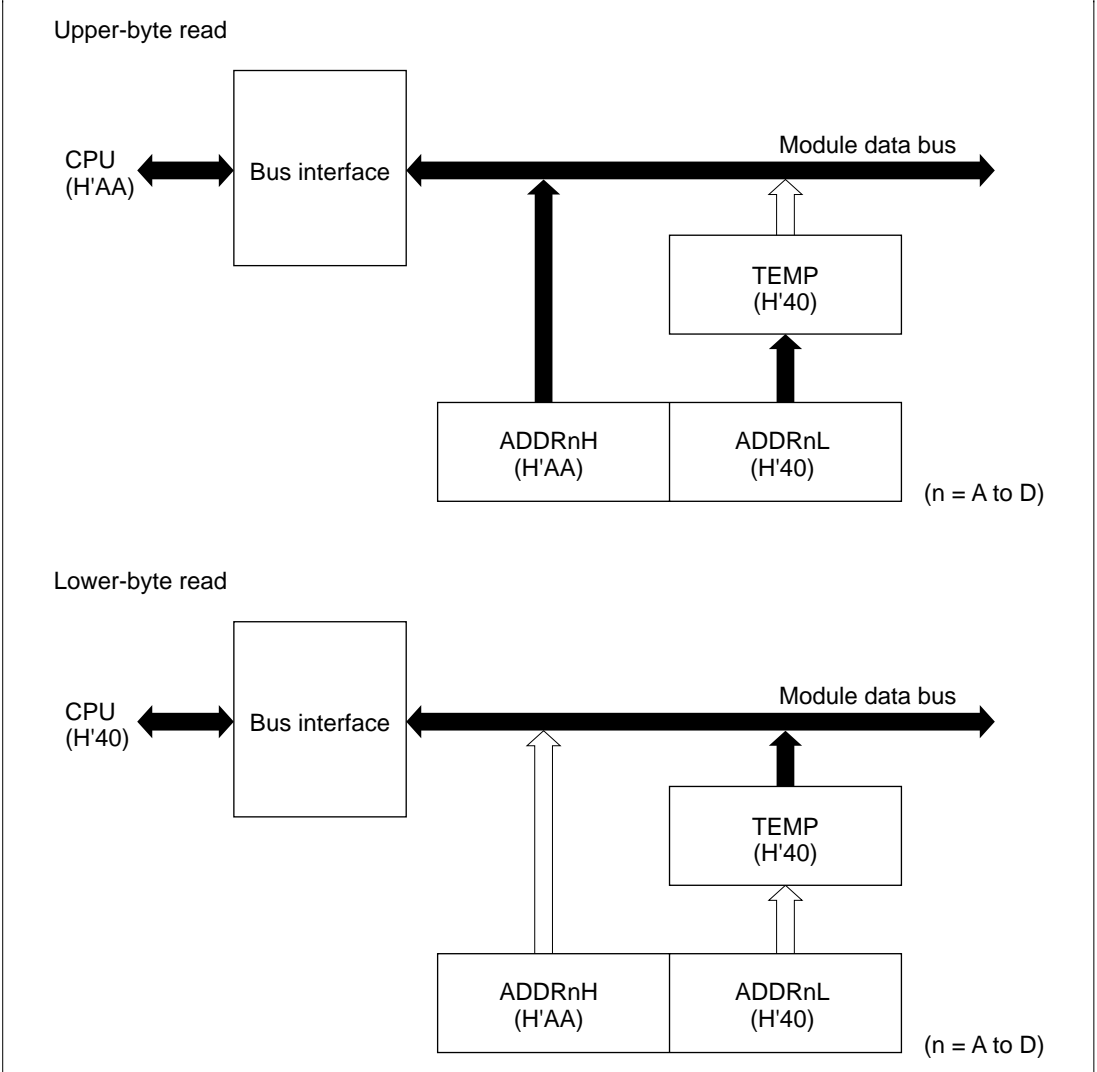 Upper-byte read
CPU
(H'AA)
Bus interface
Module data bus
TEMP
(H'40)
ADDRnH
(H'AA)
ADDRnL
(H'40)
(n = A to D)
Lower-byte read
CPU
(H'40)
Bus interface
Module data bus
TEMP
(H'40)
ADDRnH
(H'AA)
ADDRnL
(H'40)
(n = A to D)